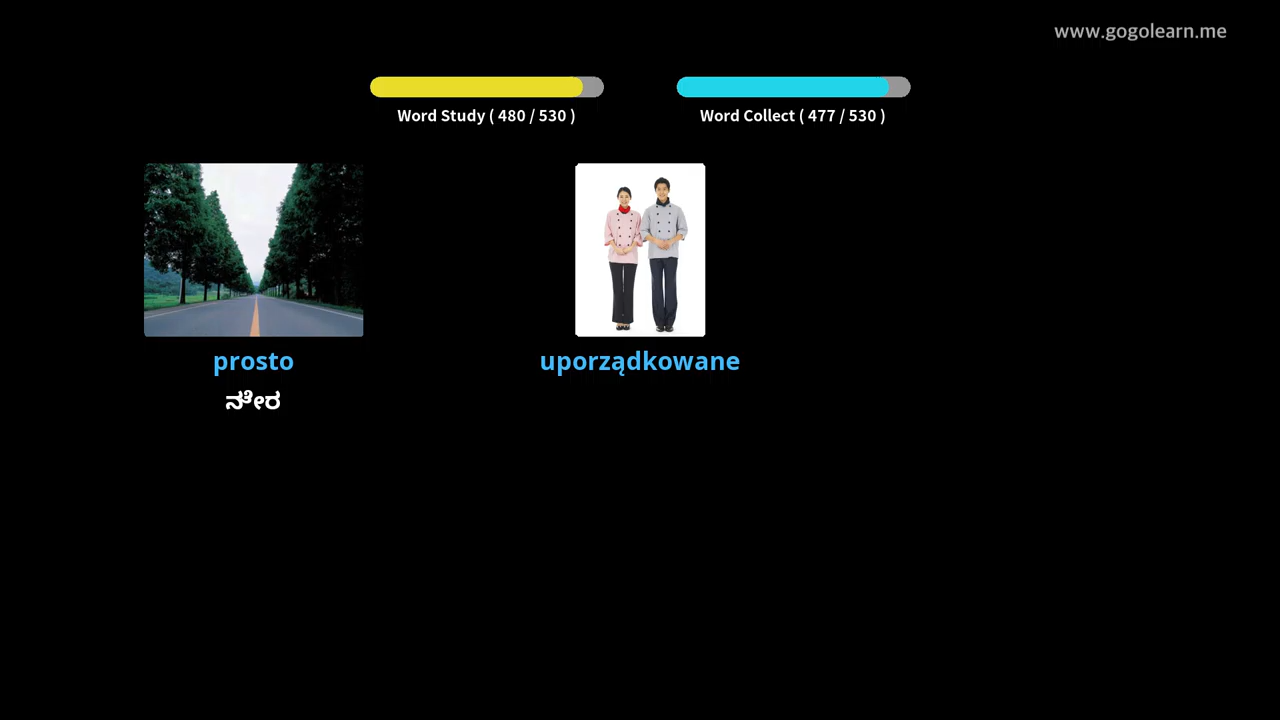 www.gogolearn.me
Word Study ( 480 / 530 )
Word Collect ( 477 / 530 )
prosto
uporządkowane
ನೇರ